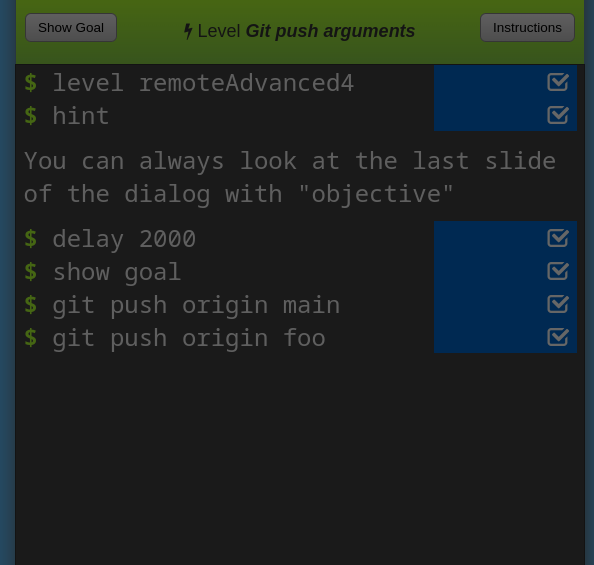 Show Goal
Level Git push arguments
Instructions
$ level remoteAdvanced4
$ hint
You can always look at the last slide
of the dialog with "objective"
$ delay 2000
$ show goal
$ git push origin main
$ git push origin foo